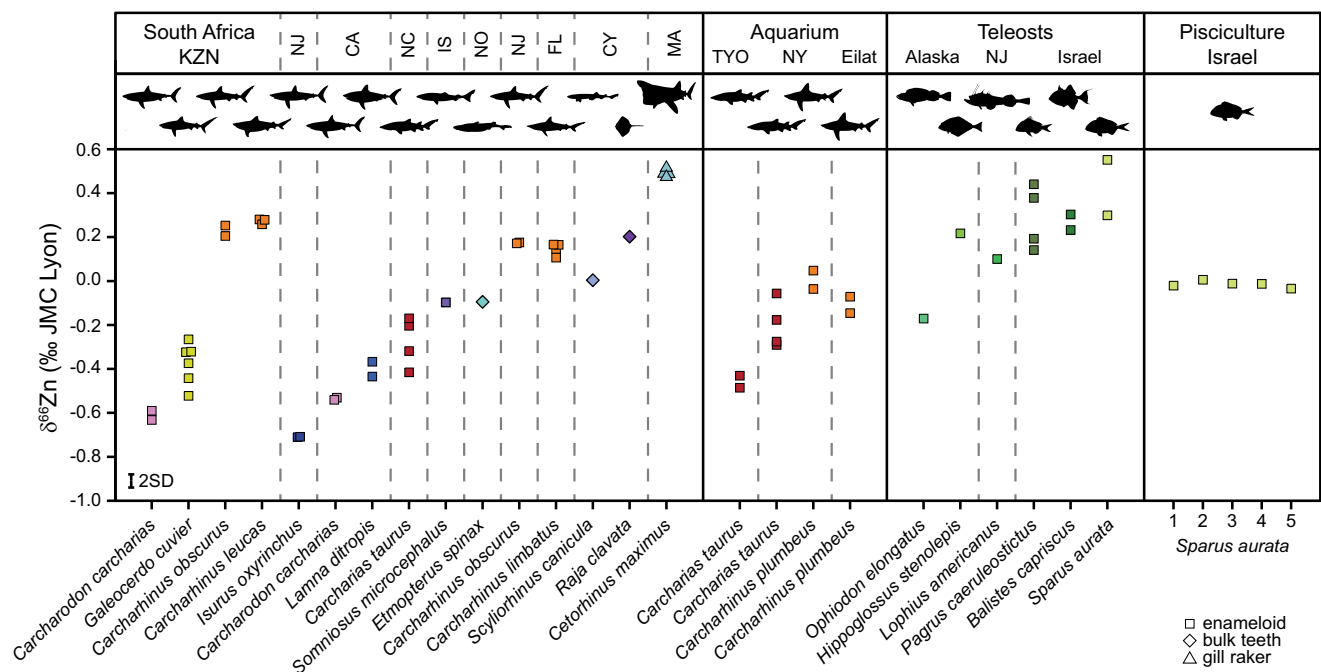 South Africa
KZN
NJ
CA
NC
IS
NO
NJ
FL
CY
MA
Aquarium
TYO NY Eilat
Teleosts
Alaska NJ Israel
Pisciculture
Israel
δ⁶⁶Zn (‰ JMC Lyon)
0.6
0.4
0.2
0.0
-0.2
-0.4
-0.6
-0.8
-1.0
2SD
Carcharodon carcharias
Galeocerdo cuvier
Carcharhinus obscurus
Carcharhinus leucas
Isurus oxyrinchus
Carcharodon carcharias
Lamna ditropis
Carcharias taurus
Somniosus microcephalus
Etmopterus spinax
Carcharhinus obscurus
Carcharhinus limbatus
Scyliorhinus canicula
Raja clavata
Cetorhinus maximus
Carcharias taurus
Carcharias taurus
Carcharhinus plumbeus
Carcharhinus plumbeus
Ophiodon elongatus
Hippoglossus stenolepis
Lophius americanus
Pagrus caeruleostictus
Balistes capriscus
Sparus aurata
1 2 3 4 5
Sparus aurata
enameloid
bulk teeth
gill raker